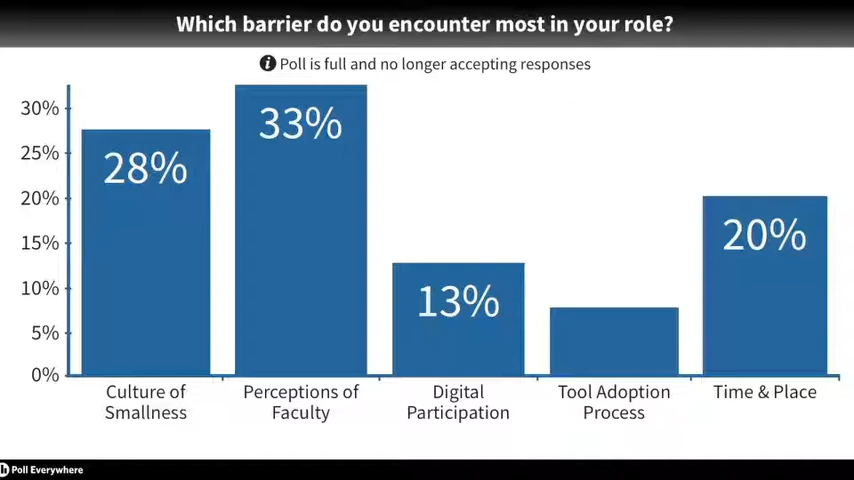 Which barrier do you encounter most in your role?
Poll is full and no longer accepting responses
30%
25%
20%
15%
10%
5%
0%
28%
33%
13%
20%
Culture of
Smallness
Perceptions of
Faculty
Digital
Participation
Tool Adoption
Process
Time & Place
Poll Everywhere